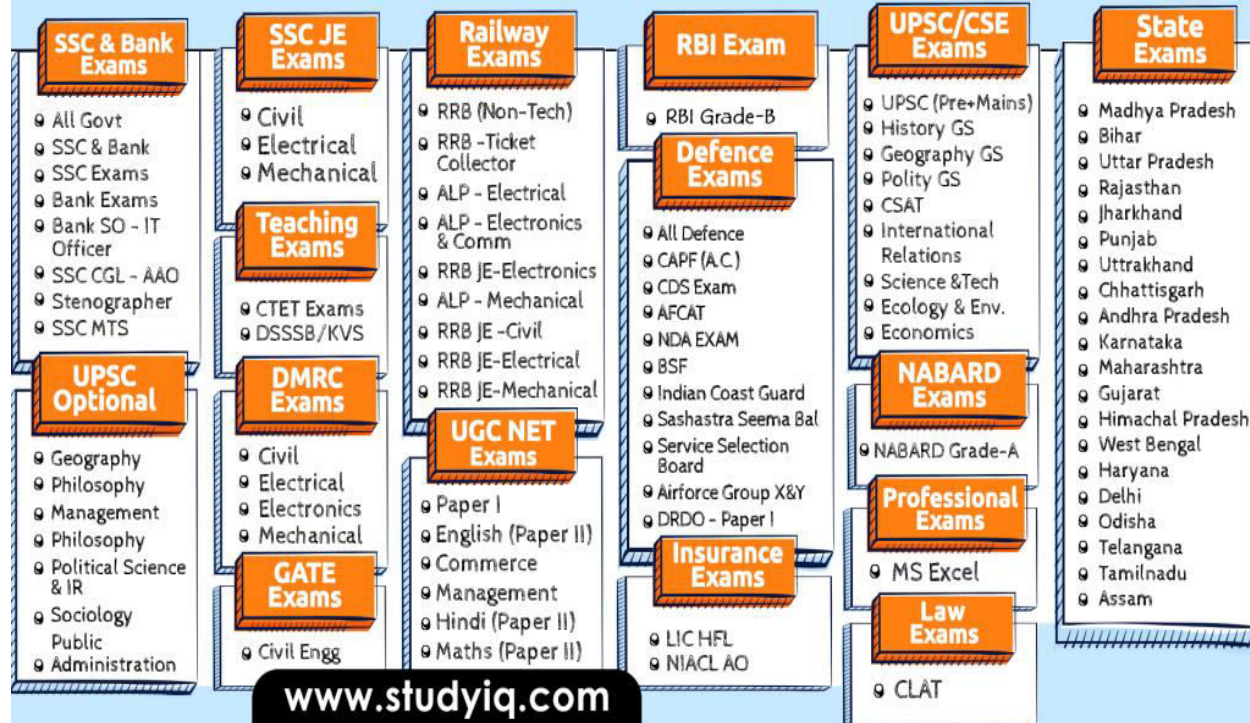 SSC & Bank
Exams
All Govt
SSC & Bank
SSC Exams
Bank Exams
Bank SO - IT
Officer
SSC CGL - AAO
Stenographer
SSC MTS
UPSC
Optional
Geography
Philosophy
Management
Philosophy
Political Science
& IR
Sociology
Public
Administration
SSC JE
Exams
Civil
Electrical
Mechanical
Teaching
Exams
CTET Exams
DSSSB/KVS
DMRC
Exams
Civil
Electrical
Electronics
Mechanical
GATE
Exams
Civil Engg
Railway
Exams
RRB (Non-Tech)
RRB -Ticket
Collector
ALP - Electrical
ALP - Electronics
& Comm
RRB JE-Electronics
ALP - Mechanical
RRB JE -Civil
RRB JE-Electrical
RRB JE-Mechanical
UGC NET
Exams
Paper I
English (Paper II)
Commerce
Management
Hindi (Paper II)
Maths (Paper II)
RBI Exam
RBI Grade-B
Defence
Exams
All Defence
CAPF (A.C.)
CDS Exam
AFCAT
NDA EXAM
BSF
Indian Coast Guard
Sashastra Seema Bal
Service Selection
Board
Airforce Group X&Y
DRDO - Paper I
Insurance
Exams
LIC HFL
NIACL AO
UPSC/CSE
Exams
UPSC (Pre+Mains)
History GS
Geography GS
Polity GS
CSAT
International
Relations
Science &Tech
Ecology & Env.
Economics
NABARD
Exams
NABARD Grade-A
Professional
Exams
MS Excel
Law
Exams
CLAT
State
Exams
Madhya Pradesh
Bihar
Uttar Pradesh
Rajasthan
Jharkhand
Punjab
Uttrakhand
Chhattisgarh
Andhra Pradesh
Karnataka
Maharashtra
Gujarat
Himachal Pradesh
West Bengal
Haryana
Delhi
Odisha
Telangana
Tamilnadu
Assam
www.studyiq.com